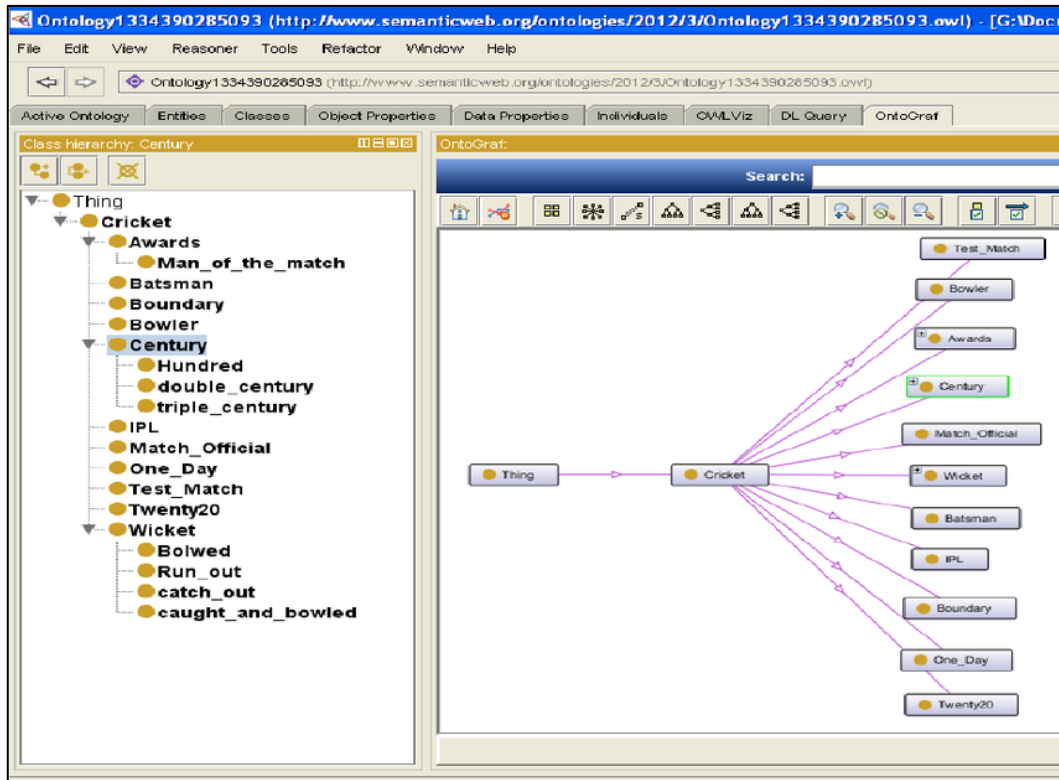 Ontology1334390285093 (http://www.semanticweb.org/ontologies/2012/3/Ontology1334390285093.owl) - [G:\Docu
File Edit View Reasoner Tools Refactor Window Help
Ontology1334390285093 (http://www.semanticweb.org/ontologies/2012/3/Ontology1334390285093.owl)
Active Ontology Entities Classes Object Properties Data Properties Individuals OWLViz DL Query OntoGraf
Class hierarchy: Century
Thing
Cricket
Awards
Man_of_the_match
Batsman
Boundary
Bowler
Century
Hundred
double_century
triple_century
IPL
Match_Official
One_Day
Test_Match
Twenty20
Wicket
Bolwed
Run_out
catch_out
caught_and_bowled
OntoGraf:
Search:
Thing
Cricket
Test_Match
Bowler
Awards
Century
Match_Official
Wicket
Batsman
IPL
Boundary
One_Day
Twenty20